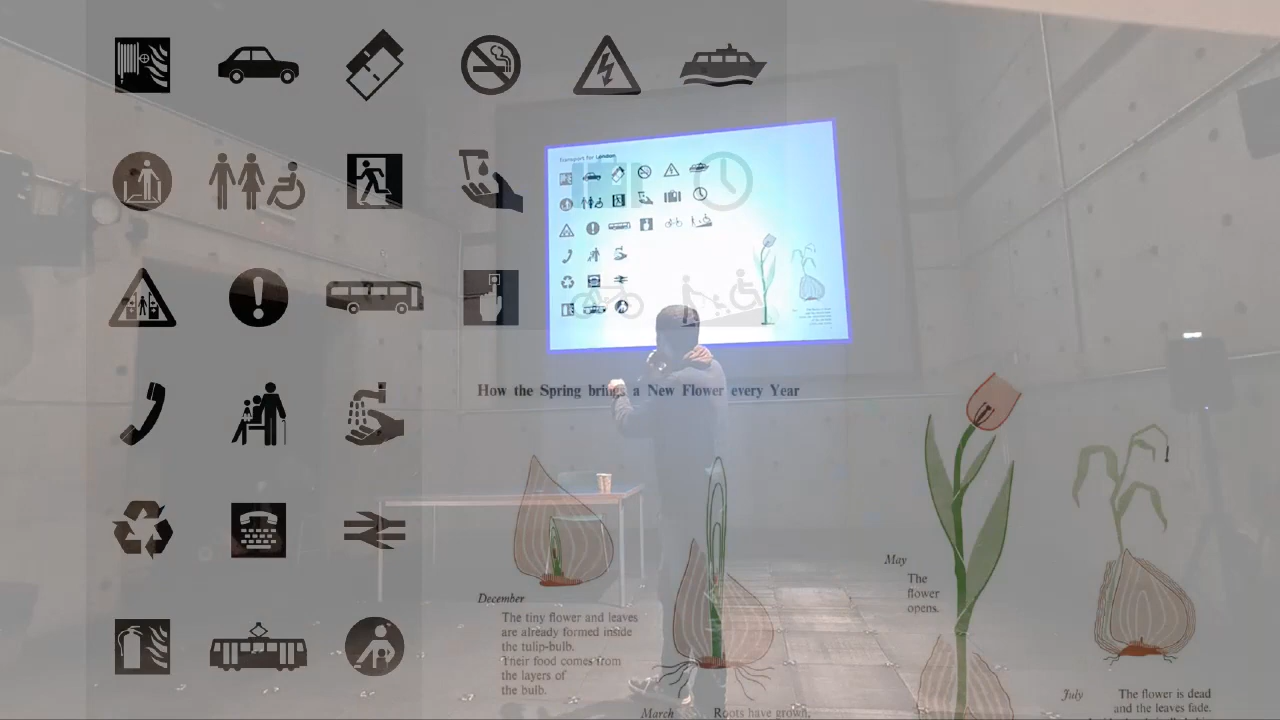 Transport for London
How the Spring brings a New Flower every Year
December
The tiny flower and leaves
are already formed inside
the tulip-bulb.
Their food comes from
the layers of
the bulb.
March
Roots have grown,
May
The
flower
opens.
July
The flower is dead
and the leaves fade.